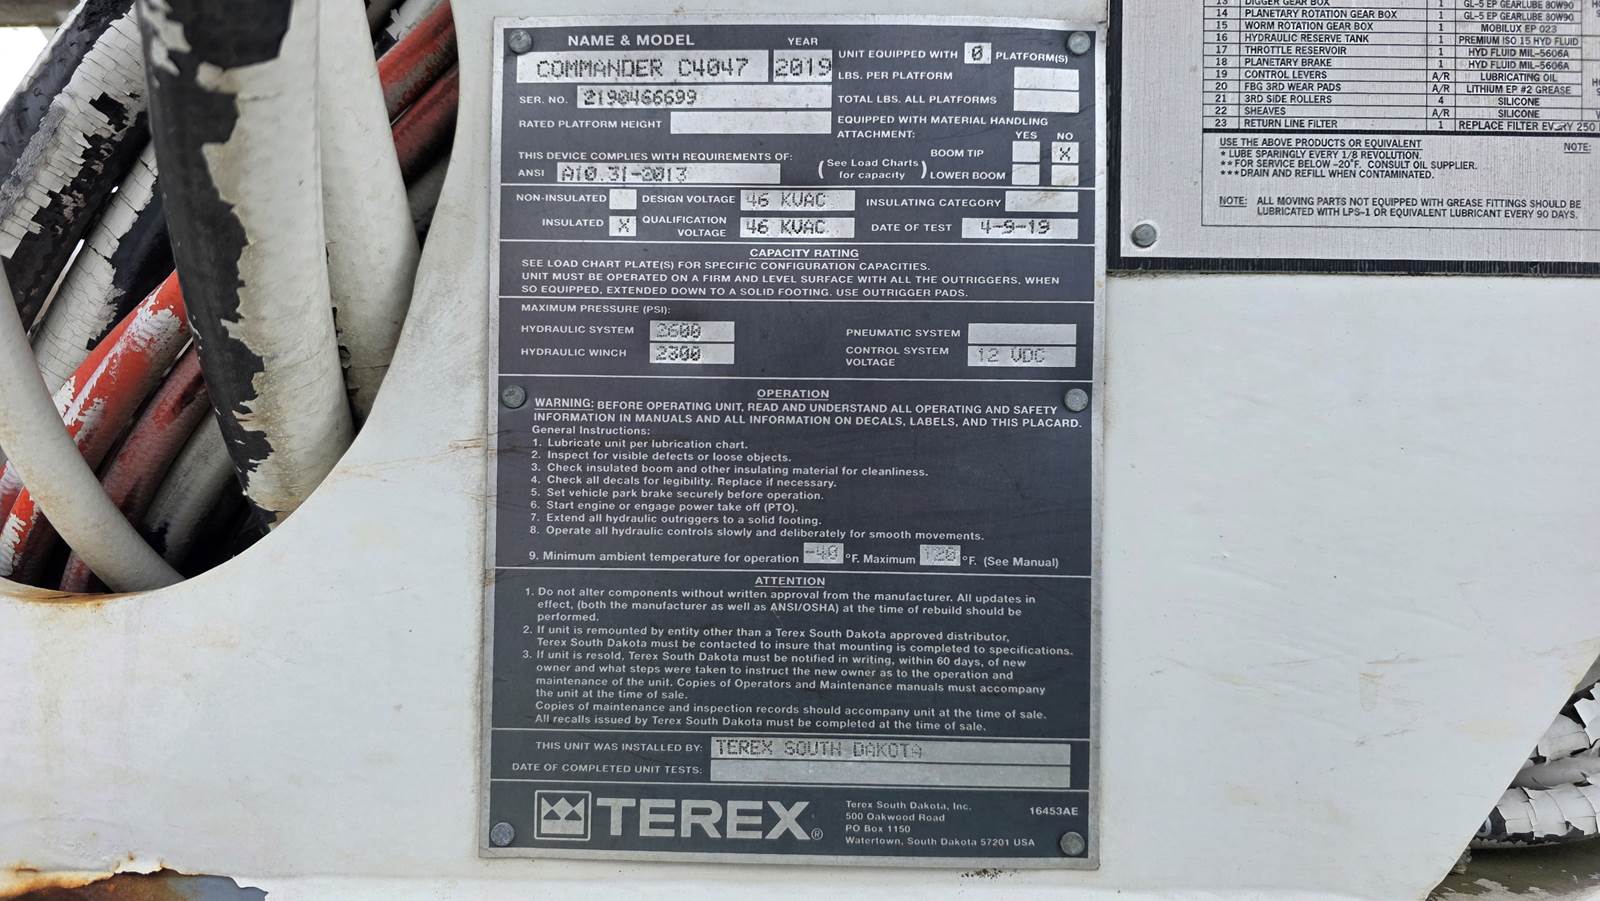 NAME & MODEL
YEAR
COMMANDER C4047
2019
UNIT EQUIPPED WITH 0 PLATFORM(S)
LBS. PER PLATFORM
SER. NO. 2190466699
TOTAL LBS. ALL PLATFORMS
RATED PLATFORM HEIGHT
EQUIPPED WITH MATERIAL HANDLING
ATTACHMENT: YES NO
THIS DEVICE COMPLIES WITH REQUIREMENTS OF:
ANSI A10.31-2013
(See Load Charts
for capacity)
BOOM TIP X
LOWER BOOM
NON-INSULATED
DESIGN VOLTAGE 46 KVAC
INSULATING CATEGORY
INSULATED X
QUALIFICATION
VOLTAGE 46 KVAC
DATE OF TEST 4-9-19
CAPACITY RATING
SEE LOAD CHART PLATE(S) FOR SPECIFIC CONFIGURATION CAPACITIES.
UNIT MUST BE OPERATED ON A FIRM AND LEVEL SURFACE WITH ALL THE OUTRIGGERS, WHEN
SO EQUIPPED, EXTENDED DOWN TO A SOLID FOOTING. USE OUTRIGGER PADS.
MAXIMUM PRESSURE (PSI):
HYDRAULIC SYSTEM 3600
PNEUMATIC SYSTEM
HYDRAULIC WINCH 2300
CONTROL SYSTEM
VOLTAGE 12 VDC
OPERATION
WARNING: BEFORE OPERATING UNIT, READ AND UNDERSTAND ALL OPERATING AND SAFETY
INFORMATION IN MANUALS AND ALL INFORMATION ON DECALS, LABELS, AND THIS PLACARD.
General Instructions:
1. Lubricate unit per lubrication chart.
2. Inspect for visible defects or loose objects.
3. Check insulated boom and other insulating material for cleanliness.
4. Check all decals for legibility. Replace if necessary.
5. Set vehicle park brake securely before operation.
6. Start engine or engage power take off (PTO).
7. Extend all hydraulic outriggers to a solid footing.
8. Operate all hydraulic controls slowly and deliberately for smooth movements.
9. Minimum ambient temperature for operation -40 °F. Maximum 120 °F. (See Manual)
ATTENTION
1. Do not alter components without written approval from the manufacturer. All updates in
effect, (both the manufacturer as well as ANSI/OSHA) at the time of rebuild should be
performed.
2. If unit is remounted by entity other than a Terex South Dakota approved distributor,
Terex South Dakota must be contacted to insure that mounting is completed to specifications.
3. If unit is resold, Terex South Dakota must be notified in writing, within 60 days, of new
owner and what steps were taken to instruct the new owner as to the operation and
maintenance of the unit. Copies of Operators and Maintenance manuals must accompany
the unit at the time of sale.
Copies of maintenance and inspection records should accompany unit at the time of sale.
All recalls issued by Terex South Dakota must be completed at the time of sale.
THIS UNIT WAS INSTALLED BY: TEREX SOUTH DAKOTA
DATE OF COMPLETED UNIT TESTS:
TEREX®
Terex South Dakota, Inc.
500 Oakwood Road
PO Box 1150
Watertown, South Dakota 57201 USA
16453AE
13 DIGGER GEAR BOX 1 GL-5 EP GEARLUBE 80W90
14 PLANETARY ROTATION GEAR BOX 1 GL-5 EP GEARLUBE 80W90
15 WORM ROTATION GEAR BOX 1 MOBILUX EP 023
16 HYDRAULIC RESERVE TANK 1 PREMIUM ISO 15 HYD FLUID
17 THROTTLE RESERVOIR 1 HYD FLUID MIL-5606A
18 PLANETARY BRAKE 1 HYD FLUID MIL-5606A
19 CONTROL LEVERS A/R LUBRICATING OIL
20 FBG 3RD WEAR PADS A/R LITHIUM EP #2 GREASE
21 3RD SIDE ROLLERS 4 SILICONE
22 SHEAVES A/R SILICONE
23 RETURN LINE FILTER 1 REPLACE FILTER EVERY 250
USE THE ABOVE PRODUCTS OR EQUIVALENT
NOTE:
* LUBE SPARINGLY EVERY 1/8 REVOLUTION.
** FOR SERVICE BELOW -20°F. CONSULT OIL SUPPLIER.
*** DRAIN AND REFILL WHEN CONTAMINATED.
NOTE: ALL MOVING PARTS NOT EQUIPPED WITH GREASE FITTINGS SHOULD BE
LUBRICATED WITH LPS-1 OR EQUIVALENT LUBRICANT EVERY 90 DAYS.